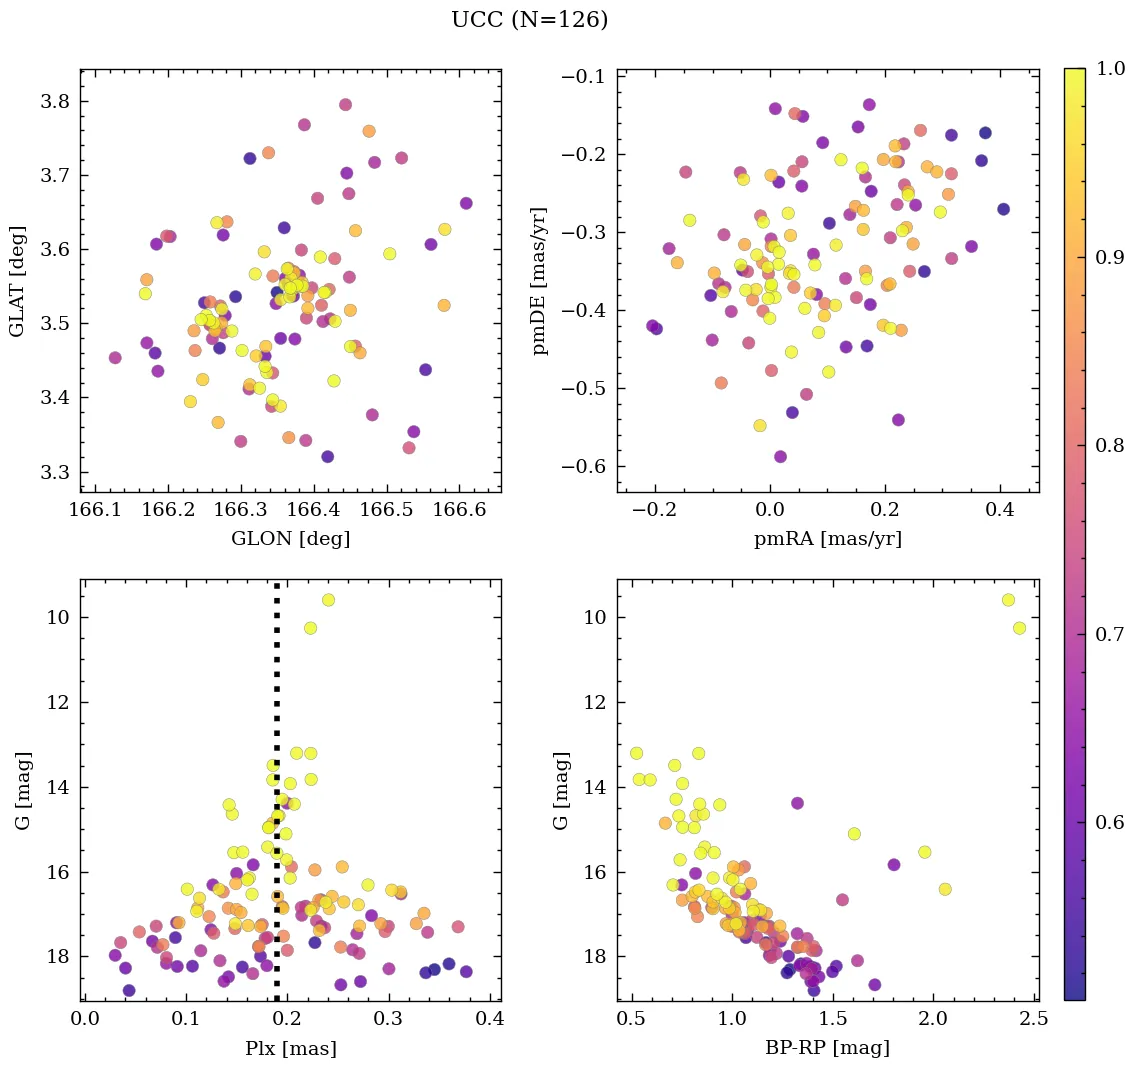 UCC (N=126)
3.8
3.7
3.6
3.5
3.4
3.3
GLAT [deg]
166.1 166.2 166.3 166.4 166.5 166.6
GLON [deg]
−0.1
−0.2
−0.3
−0.4
−0.5
−0.6
pmDE [mas/yr]
−0.2 0.0 0.2 0.4
pmRA [mas/yr]
10
12
14
16
18
G [mag]
0.0 0.1 0.2 0.3 0.4
Plx [mas]
10
12
14
16
18
G [mag]
0.5 1.0 1.5 2.0 2.5
BP-RP [mag]
1.0
0.9
0.8
0.7
0.6